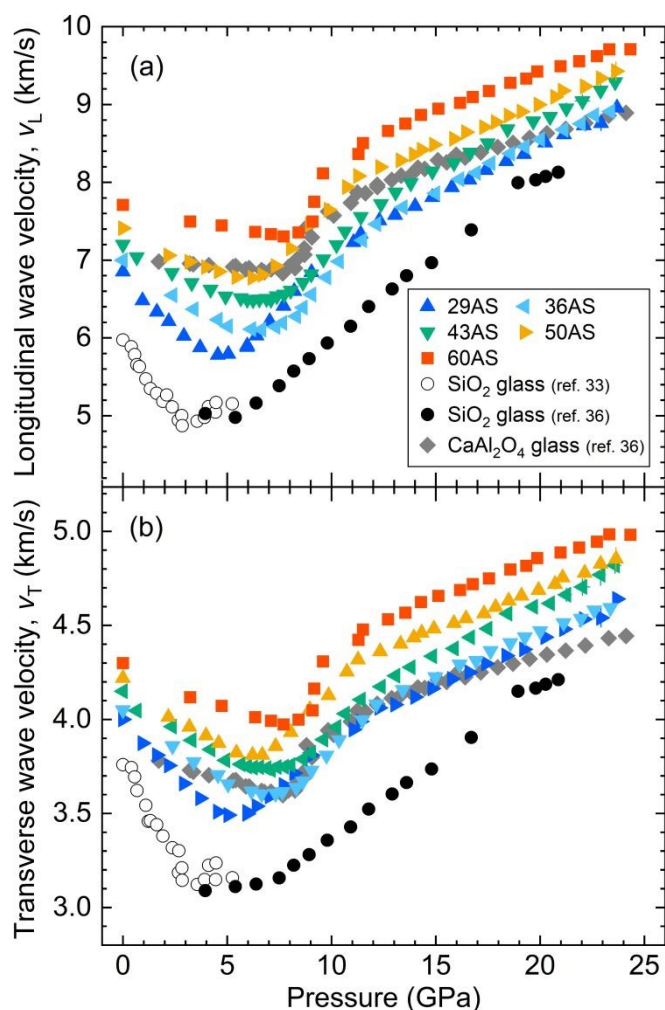 (a)
Longitudinal wave velocity, v_L (km/s)
10
9
8
7
6
5
29AS 36AS
43AS 50AS
60AS
SiO₂ glass (ref. 33)
SiO₂ glass (ref. 36)
CaAl₂O₄ glass (ref. 36)
(b)
Transverse wave velocity, v_T (km/s)
5.0
4.5
4.0
3.5
3.0
0 5 10 15 20 25
Pressure (GPa)